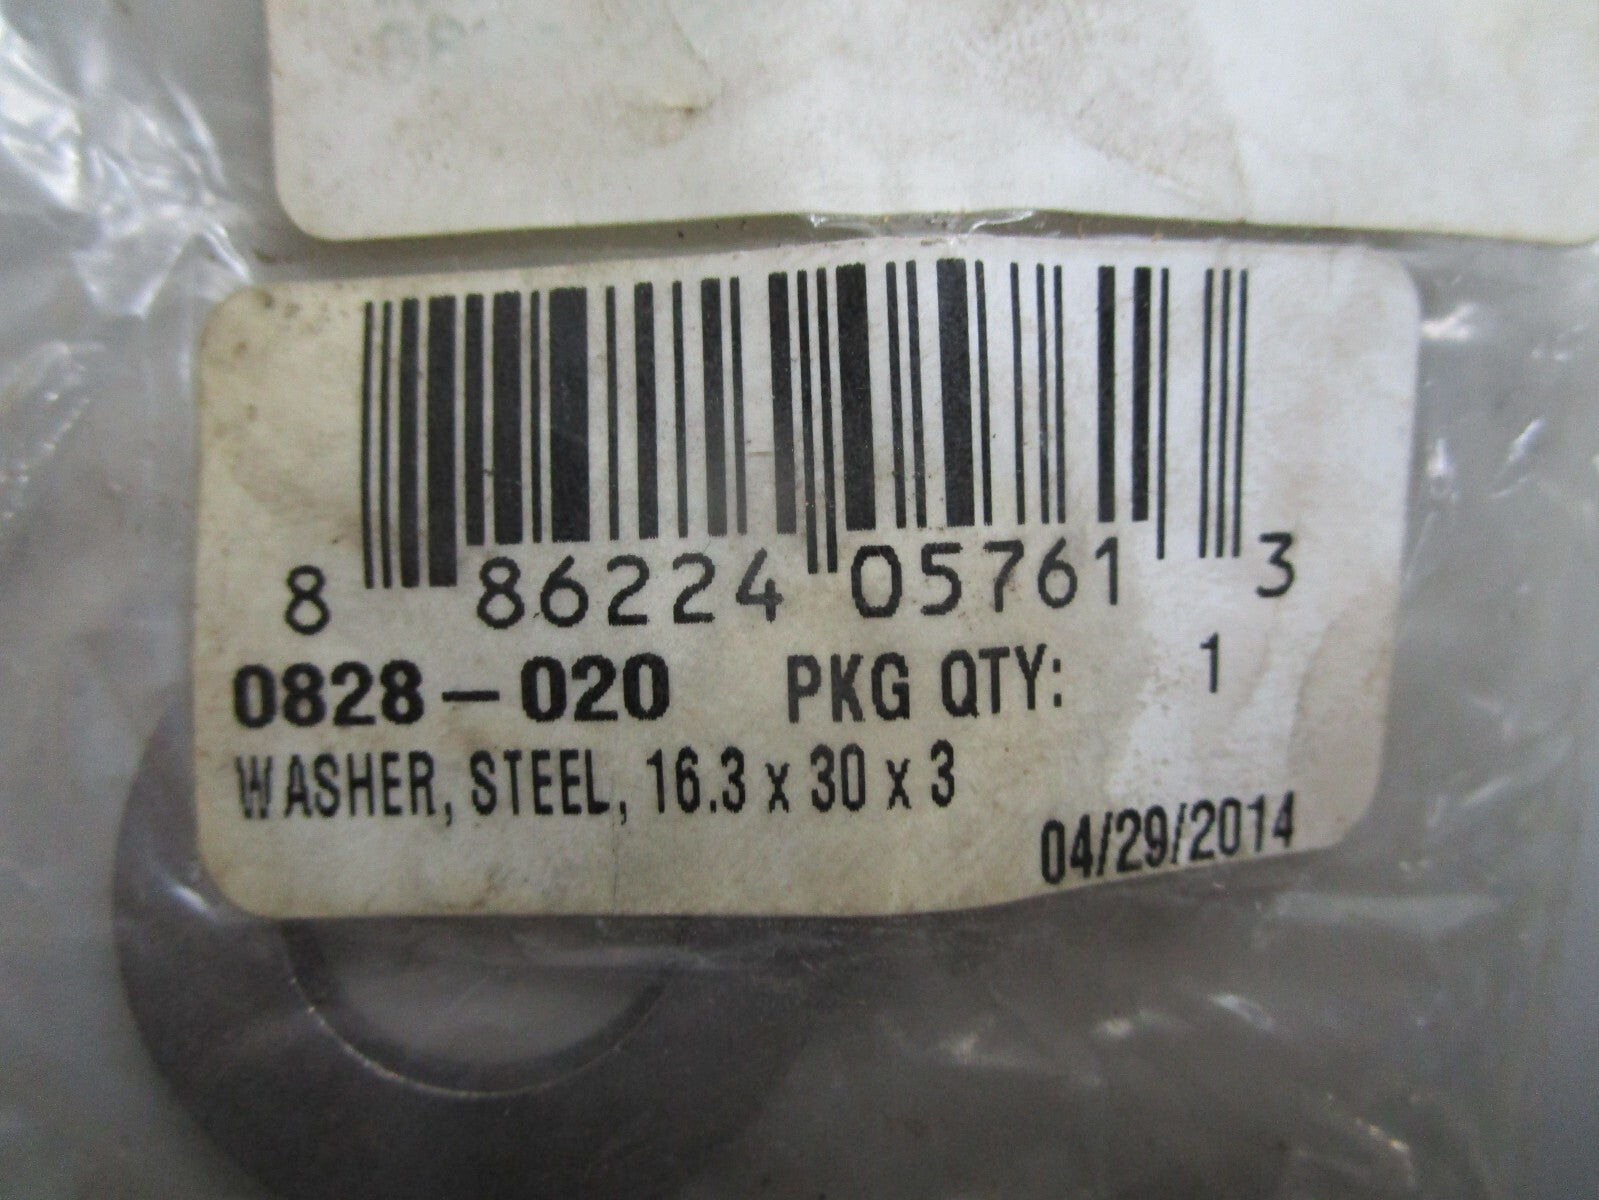 8 86224 05761 3
0828-020 PKG QTY: 1
WASHER, STEEL, 16.3 x 30 x 3
04/29/2014